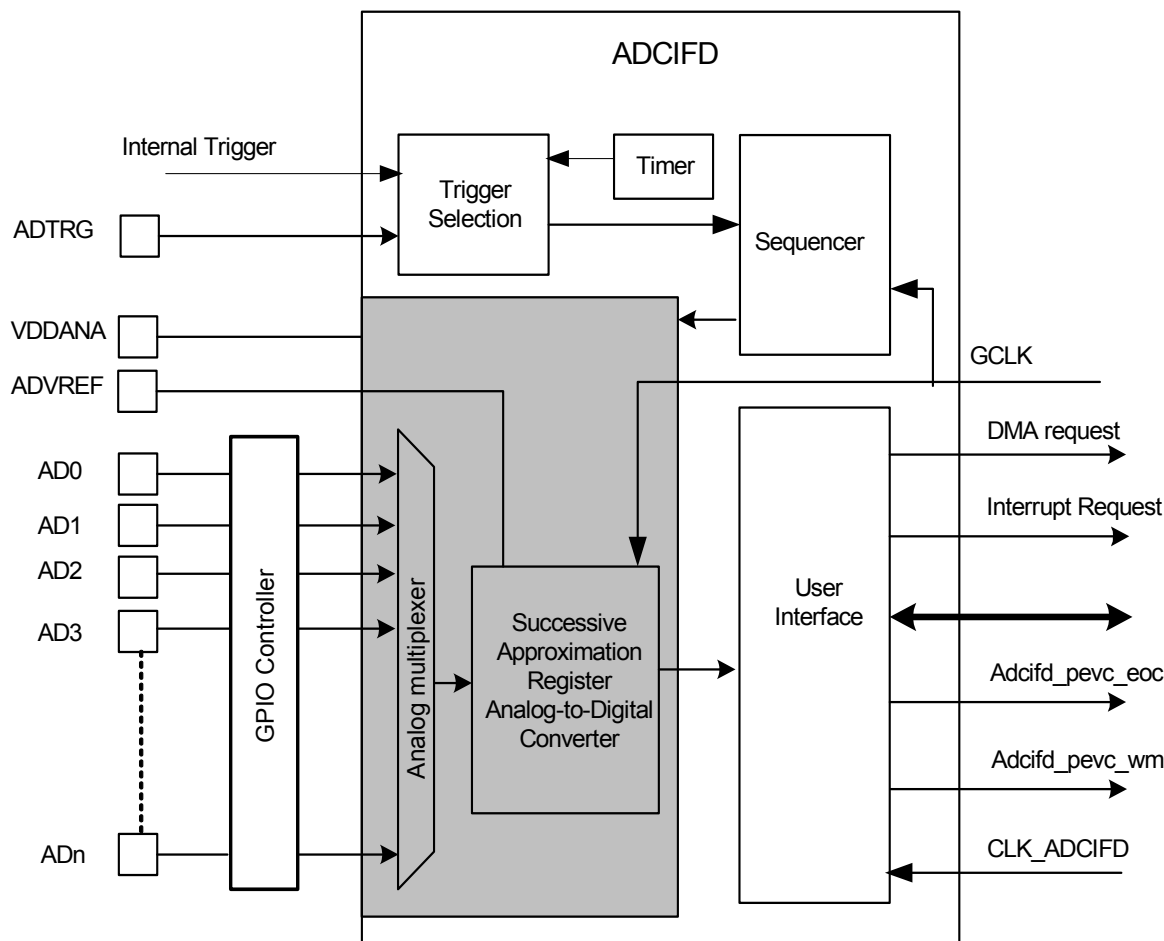 ADCIFD
Internal Trigger
ADTRG
Trigger
Selection
Timer
Sequencer
VDDANA
ADVREF
GCLK
AD0
AD1
AD2
AD3
ADn
GPIO Controller
Analog multiplexer
Successive
Approximation
Register
Analog-to-Digital
Converter
User
Interface
DMA request
Interrupt Request
Adcifd_pevc_eoc
Adcifd_pevc_wm
CLK_ADCIFD